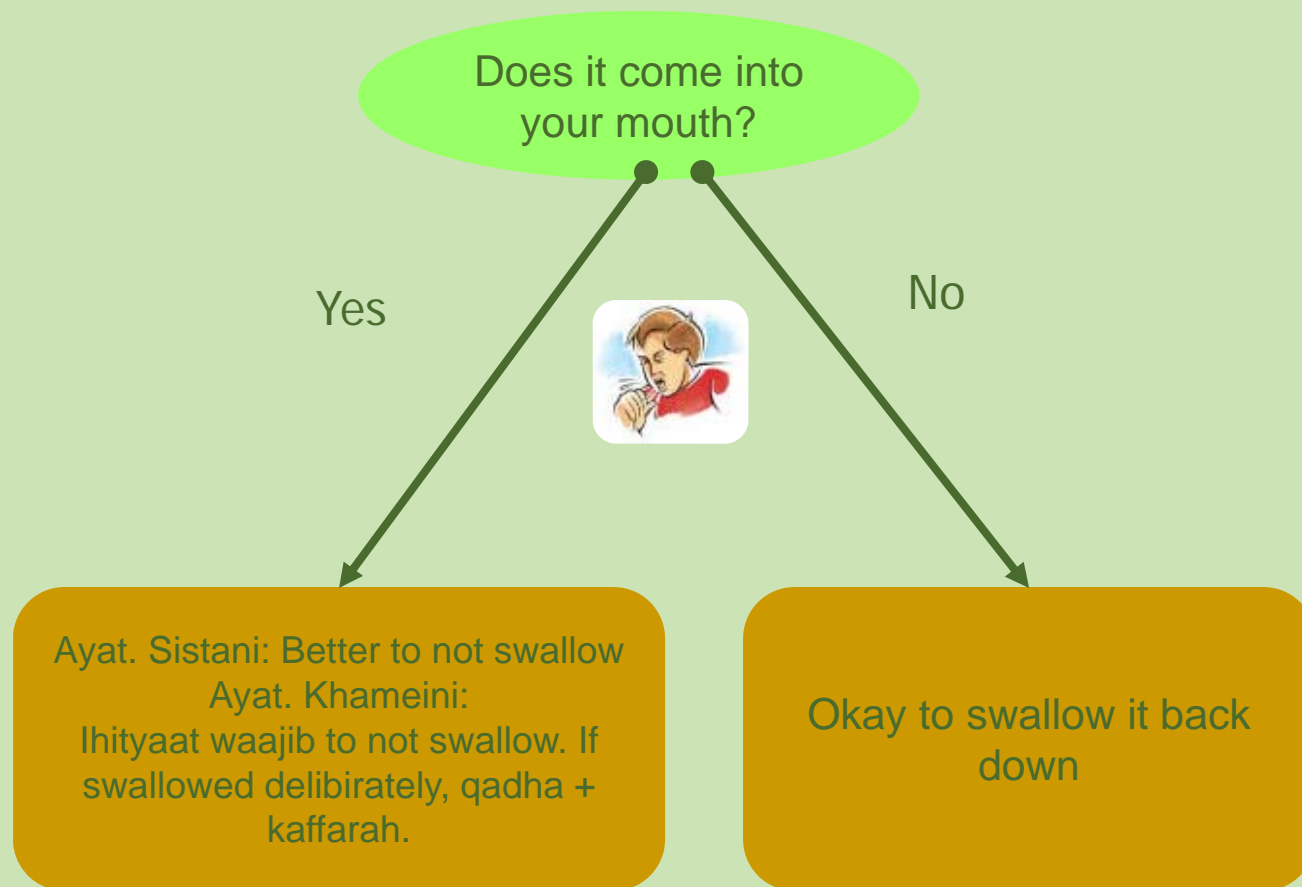 Does it come into
your mouth?
Yes
No
Ayat. Sistani: Better to not swallow
Ayat. Khameini:
Ihityaat waajib to not swallow. If
swallowed delibirately, qadha +
kaffarah.
Okay to swallow it back
down